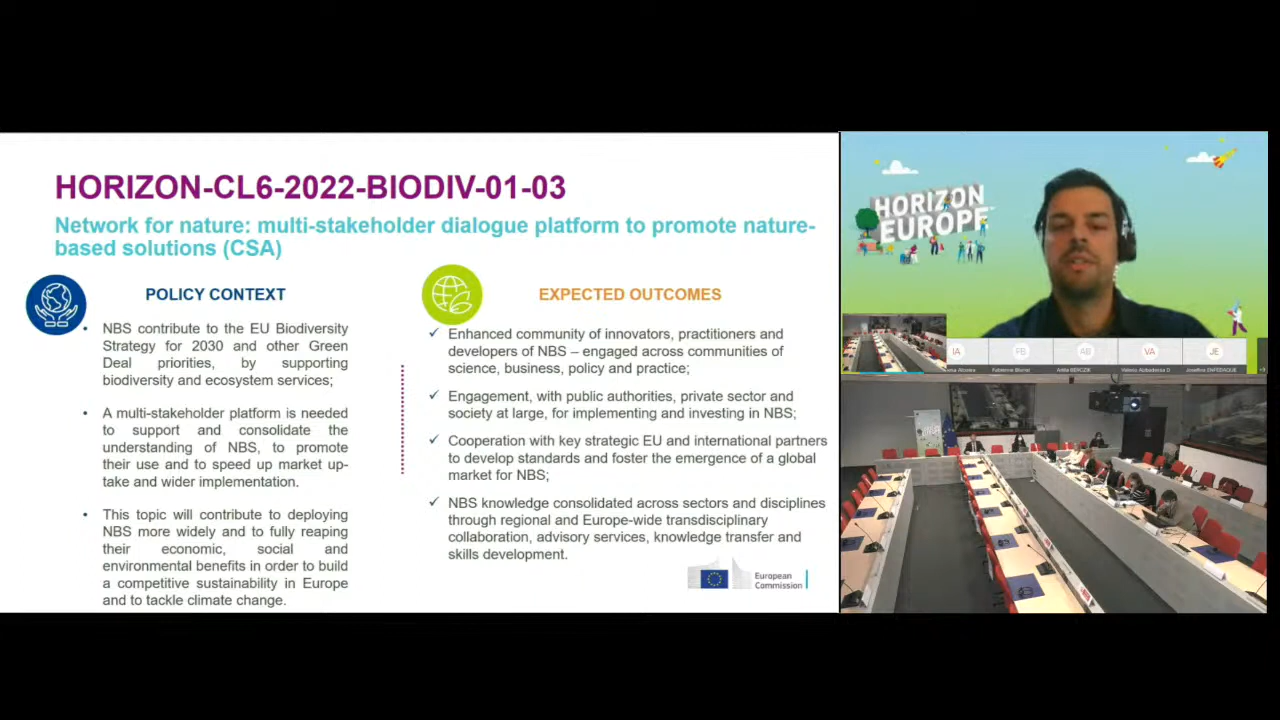 HORIZON-CL6-2022-BIODIV-01-03
Network for nature: multi-stakeholder dialogue platform to promote nature-
based solutions (CSA)
POLICY CONTEXT
• NBS contribute to the EU Biodiversity
Strategy for 2030 and other Green
Deal priorities, by supporting
biodiversity and ecosystem services;
• A multi-stakeholder platform is needed
to support and consolidate the
understanding of NBS, to promote
their use and to speed up market up-
take and wider implementation.
• This topic will contribute to deploying
NBS more widely and to fully reaping
their economic, social and
environmental benefits in order to build
a competitive sustainability in Europe
and to tackle climate change.
EXPECTED OUTCOMES
✓ Enhanced community of innovators, practitioners and
developers of NBS – engaged across communities of
science, business, policy and practice;
✓ Engagement, with public authorities, private sector and
society at large, for implementing and investing in NBS;
✓ Cooperation with key strategic EU and international partners
to develop standards and foster the emergence of a global
market for NBS;
✓ NBS knowledge consolidated across sectors and disciplines
through regional and Europe-wide transdisciplinary
collaboration, advisory services, knowledge transfer and
skills development.
European
Commission
HORIZON
EUROPE
IA
FB
AB
VA
JE